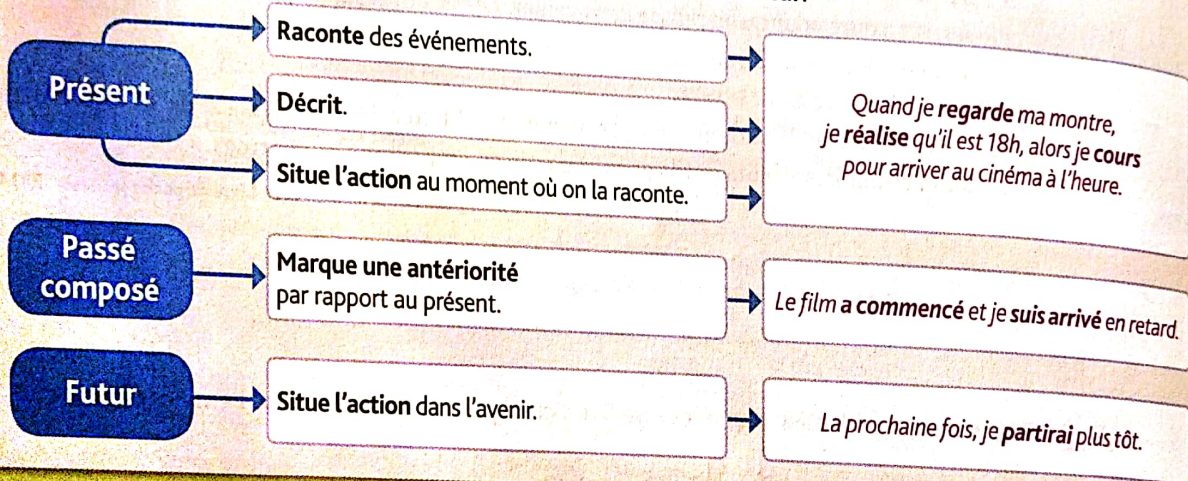 Présent
Raconte des événements.
Décrit.
Situe l'action au moment où on la raconte.
Quand je regarde ma montre,
je réalise qu'il est 18h, alors je cours
pour arriver au cinéma à l'heure.
Passé
composé
Marque une antériorité
par rapport au présent.
Le film a commencé et je suis arrivé en retard.
Futur
Situe l'action dans l'avenir.
La prochaine fois, je partirai plus tôt.